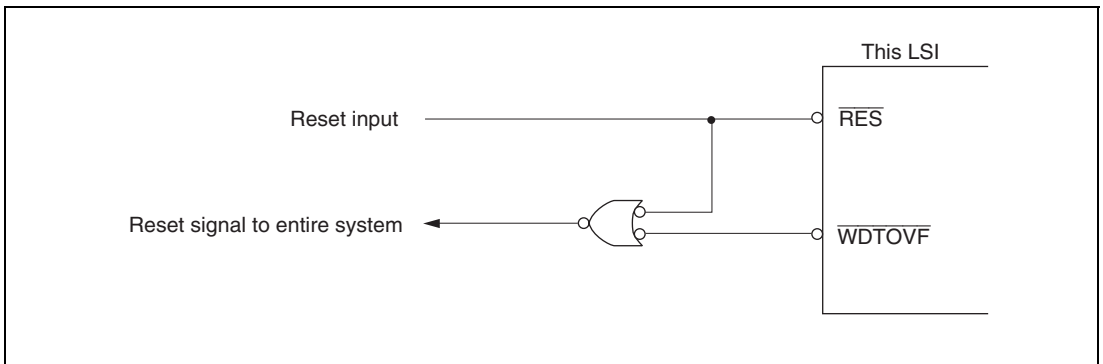 This LSI
Reset input
RES
Reset signal to entire system
WDTOVF